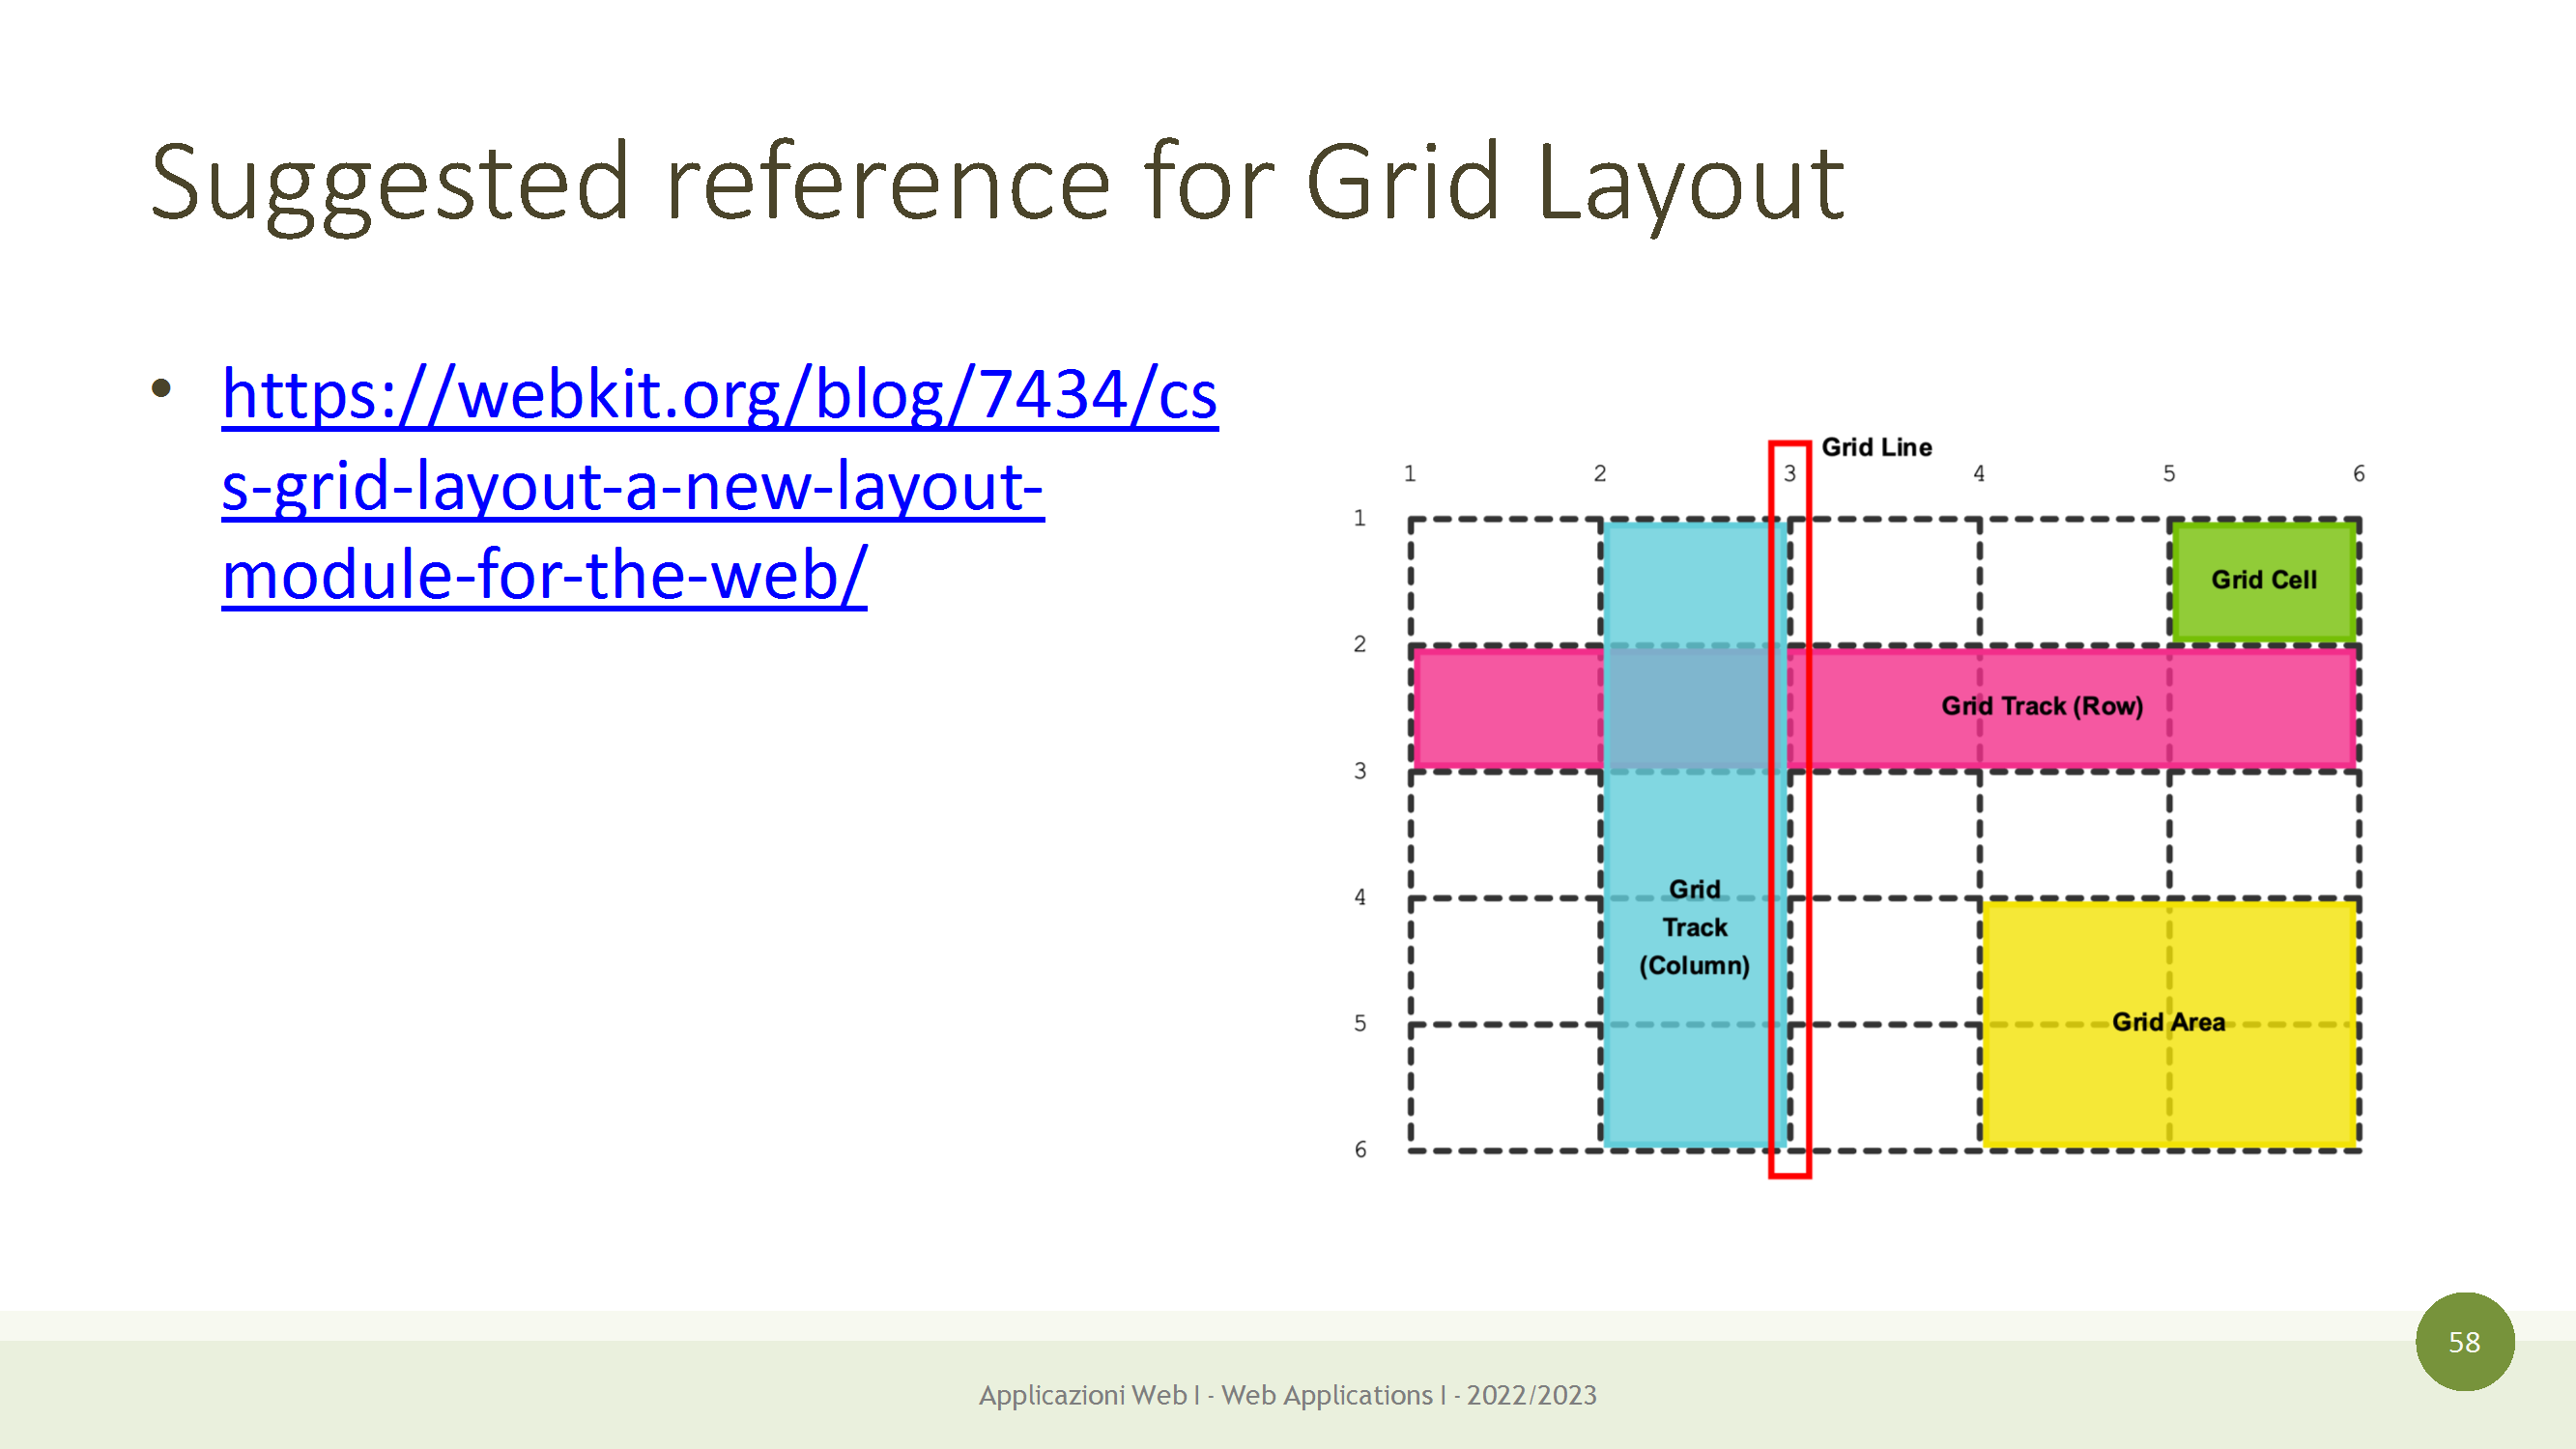 Suggested reference for Grid Layout
• https://webkit.org/blog/7434/cs
s-grid-layout-a-new-layout-
module-for-the-web/
Grid Line
1 2 3 4 5 6
1
Grid Cell
2
Grid Track (Row)
3
4
Grid
Track
(Column)
5
Grid Area
6
58
Applicazioni Web I - Web Applications I - 2022/2023